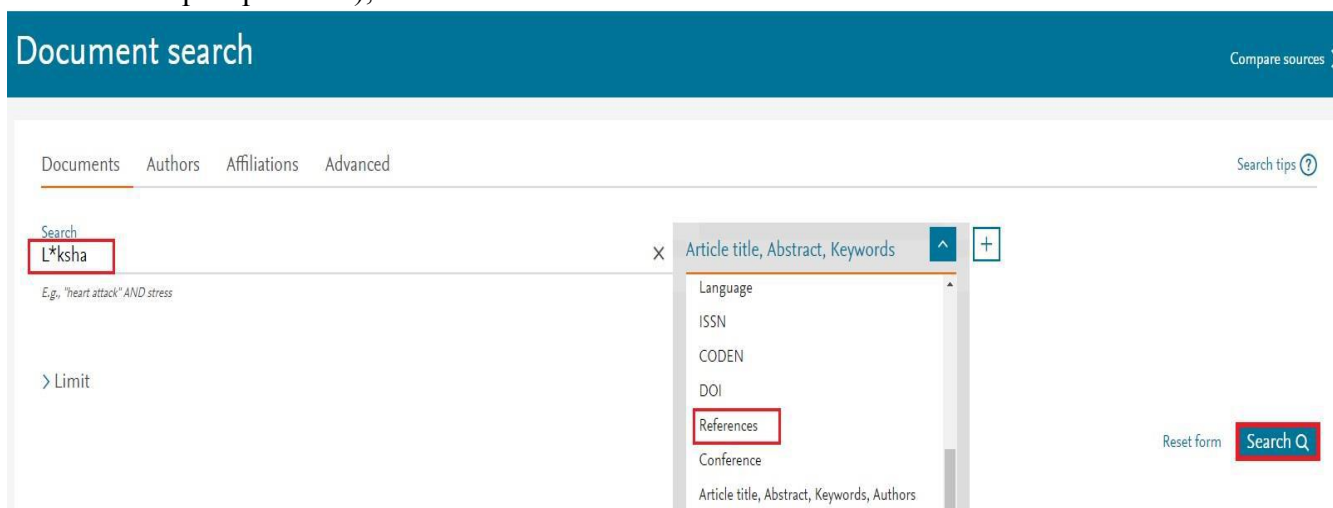 Document search
Compare sources
Documents Authors Affiliations Advanced
Search tips ?
Search
L*ksha
X Article title, Abstract, Keywords ^ +
E.g., "heart attack" AND stress
Language
ISSN
CODEN
DOI
References
Conference
Article title, Abstract, Keywords, Authors
> Limit
Reset form Search